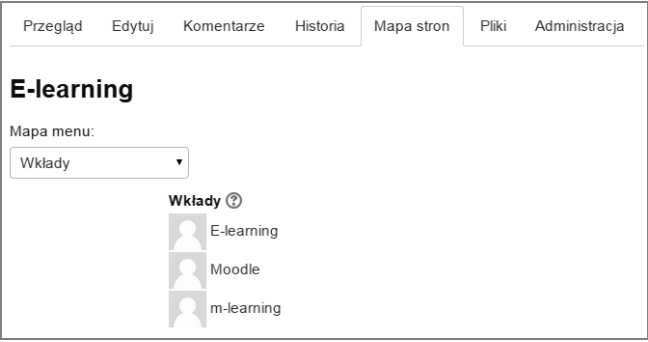 Przegląd Edytuj Komentarze Historia Mapa stron Pliki Administracja
E-learning
Mapa menu:
Wkłady
Wkłady
E-learning
Moodle
m-learning